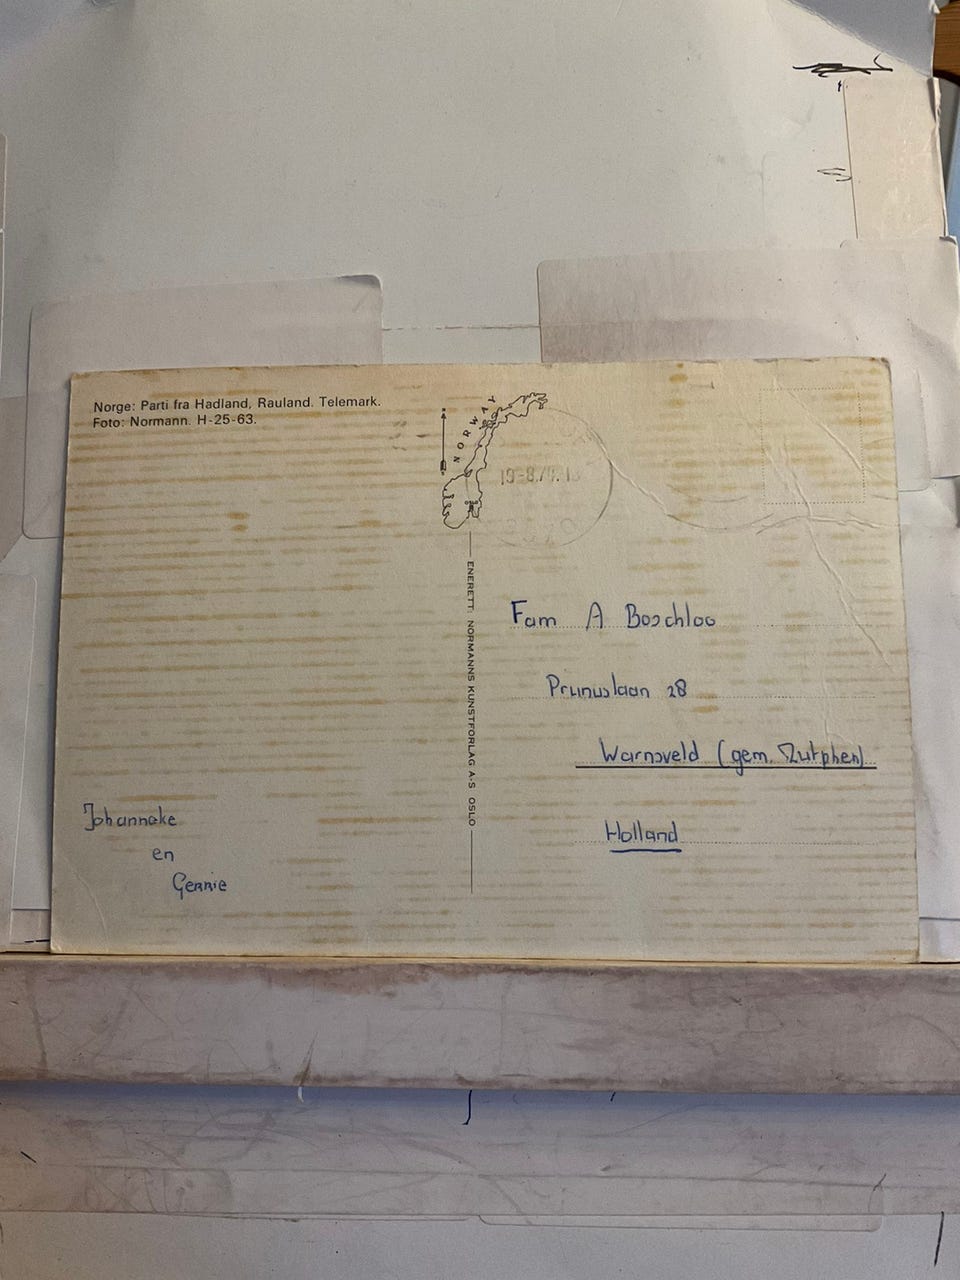 Norge: Parti fra Hadland, Rauland. Telemark.
Foto: Normann. H-25-63.
NORWAY
ENERETT: NORMANNS KUNSTFORLAG A-S OSLO
Fam A Boschloo
Prunuslaan 28
Warnsveld (gem. Zutphen)
Holland
Johanneke
en
Gennie